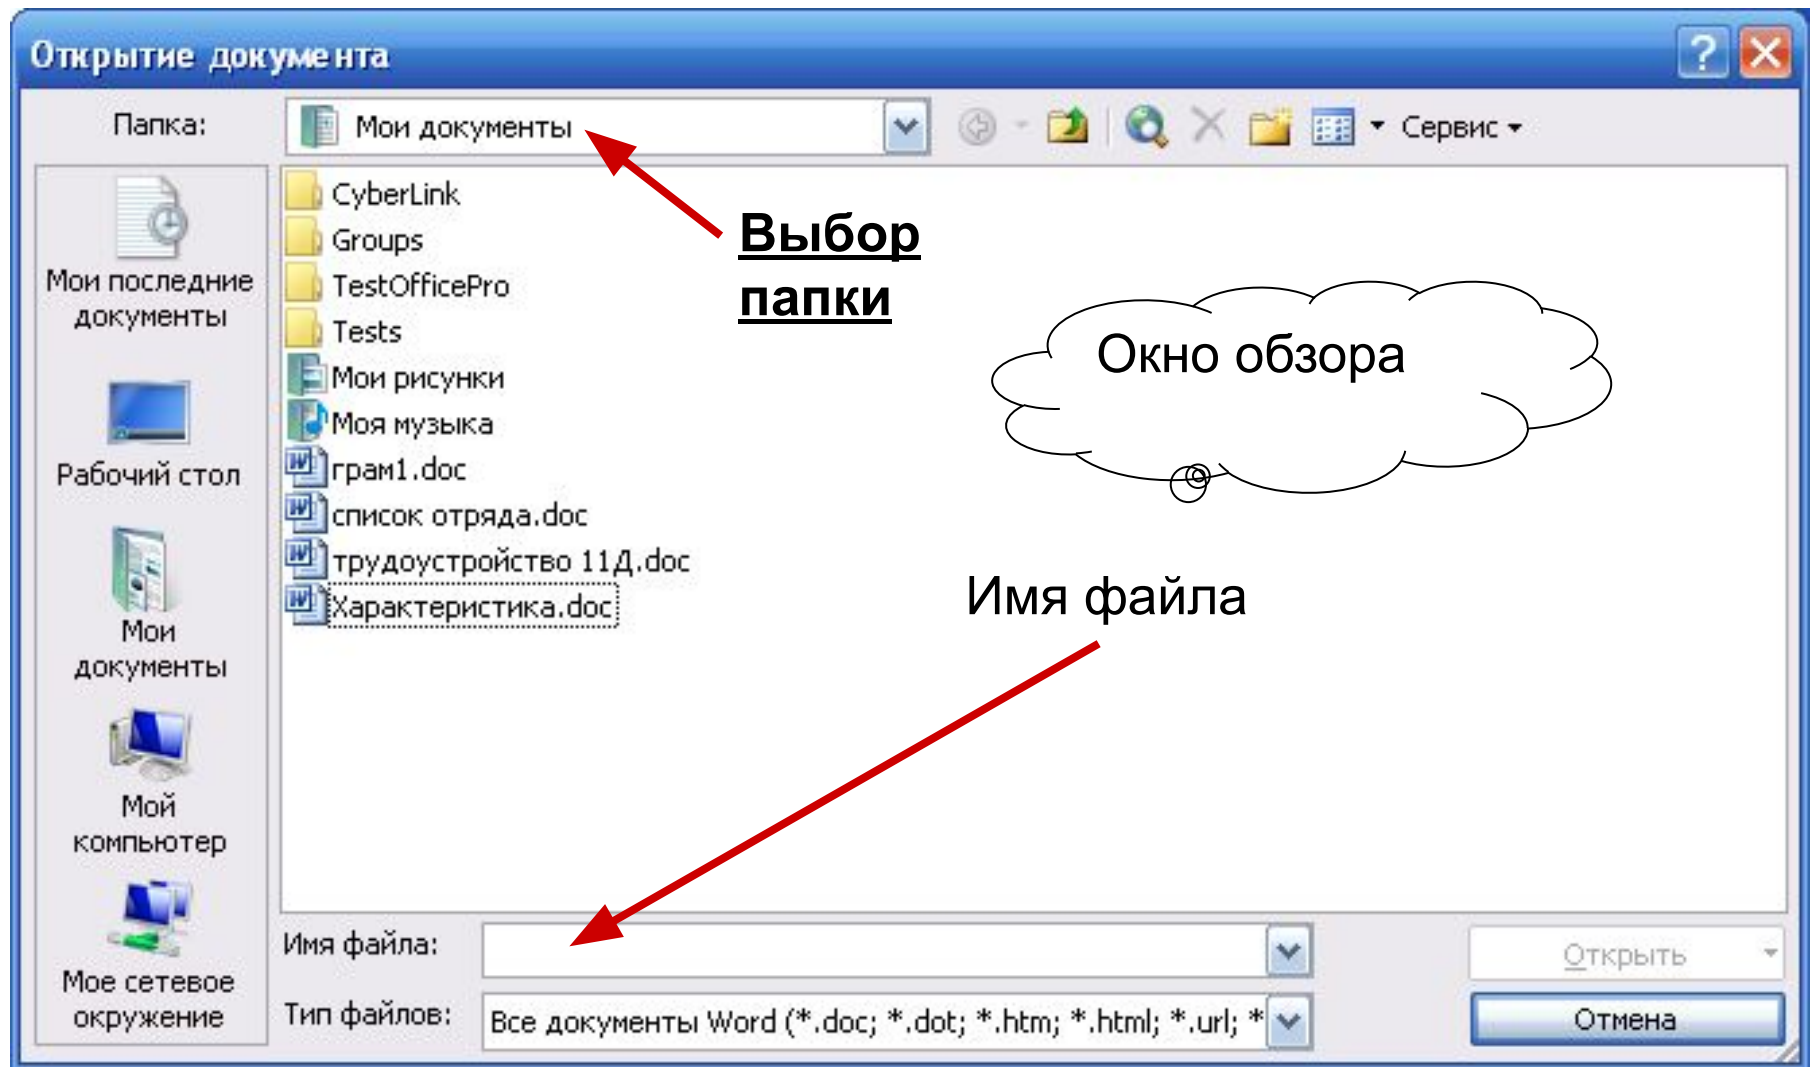 Открытие документа
Папка:
Мои документы
Сервис
Мои последние
документы
Рабочий стол
Мои
документы
Мой
компьютер
Мое сетевое
окружение
CyberLink
Groups
TestOfficePro
Tests
Мои рисунки
Моя музыка
грам1.doc
список отряда.doc
трудоустройство 11Д.doc
Характеристика.doc
Выбор
папки
Окно обзора
Имя файла
Имя файла:
Открыть
Тип файлов:
Все документы Word (*.doc; *.dot; *.htm; *.html; *.url; *
Отмена